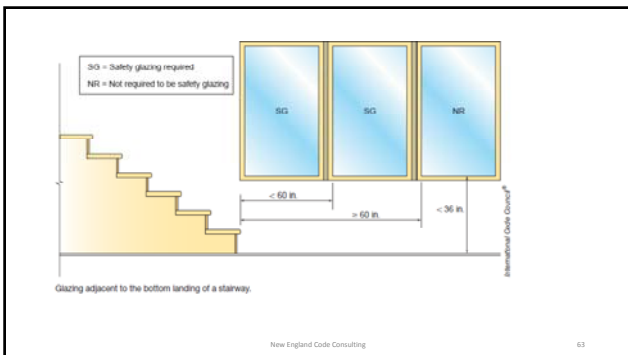 SG = Safety glazing required
NR = Not required to be safety glazing
SG
SG
NR
< 60 in.
> 60 in.
< 36 in.
International Code Council®
Glazing adjacent to the bottom landing of a stairway.
New England Code Consulting
63